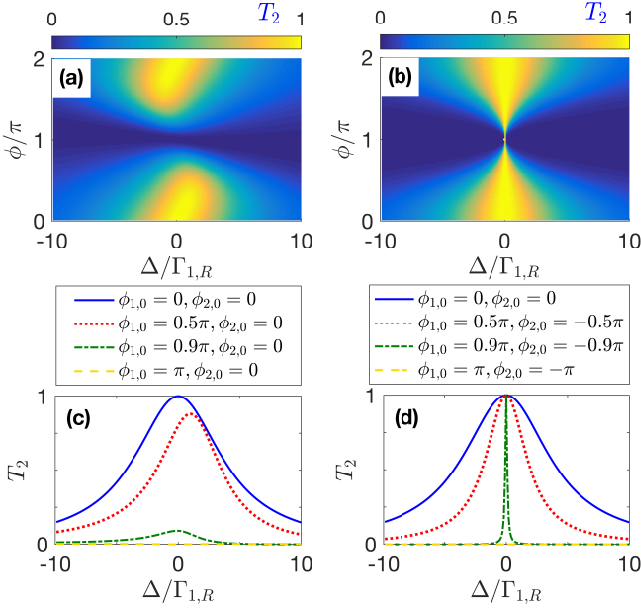 0 0.5 T₂ 1
0 0.5 T₂ 1
(a)
2
1
0
ϕ/π
-10 0 10
Δ/Γ₁,R
(b)
2
1
0
ϕ/π
-10 0 10
Δ/Γ₁,R
ϕ₁,₀ = 0, ϕ₂,₀ = 0
ϕ₁,₀ = 0.5π, ϕ₂,₀ = 0
ϕ₁,₀ = 0.9π, ϕ₂,₀ = 0
ϕ₁,₀ = π, ϕ₂,₀ = 0
ϕ₁,₀ = 0, ϕ₂,₀ = 0
ϕ₁,₀ = 0.5π, ϕ₂,₀ = −0.5π
ϕ₁,₀ = 0.9π, ϕ₂,₀ = −0.9π
ϕ₁,₀ = π, ϕ₂,₀ = −π
(c)
1
0
T₂
-10 0 10
Δ/Γ₁,R
(d)
1
0
T₂
-10 0 10
Δ/Γ₁,R